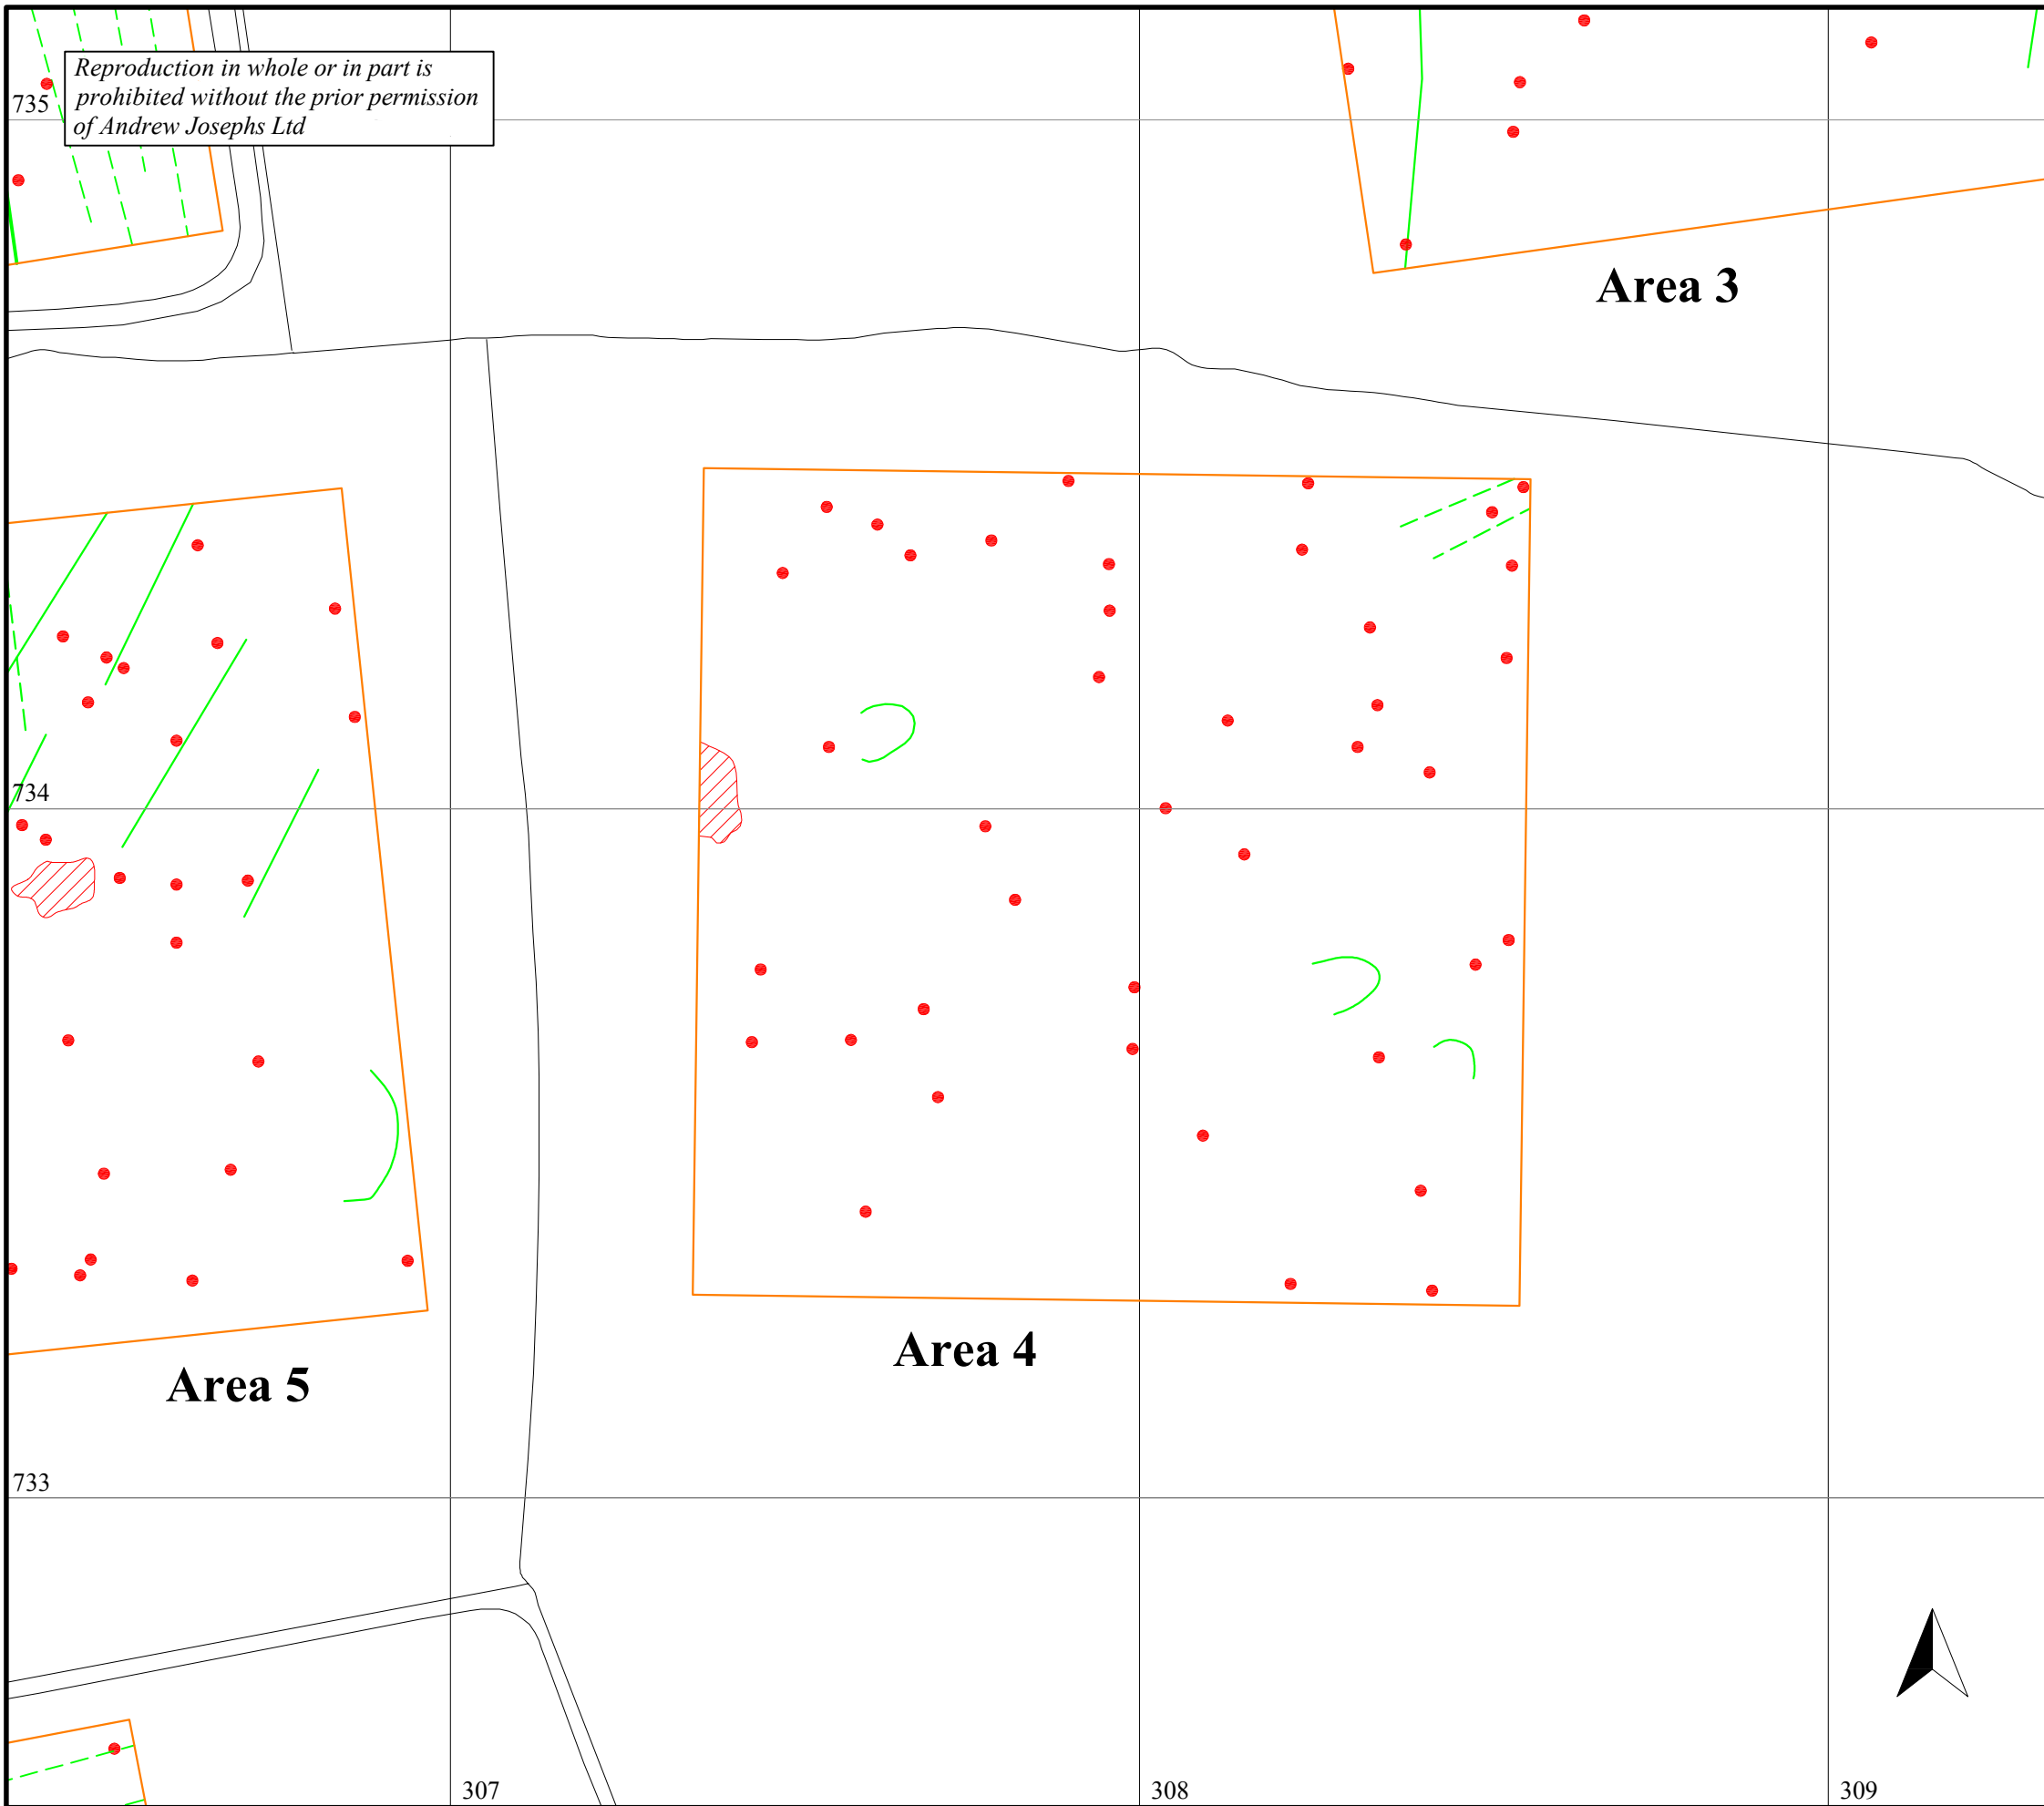 Reproduction in whole or in part is
prohibited without the prior permission
of Andrew Josephs Ltd
735
Area 3
734
Area 4
Area 5
733
307
308
309